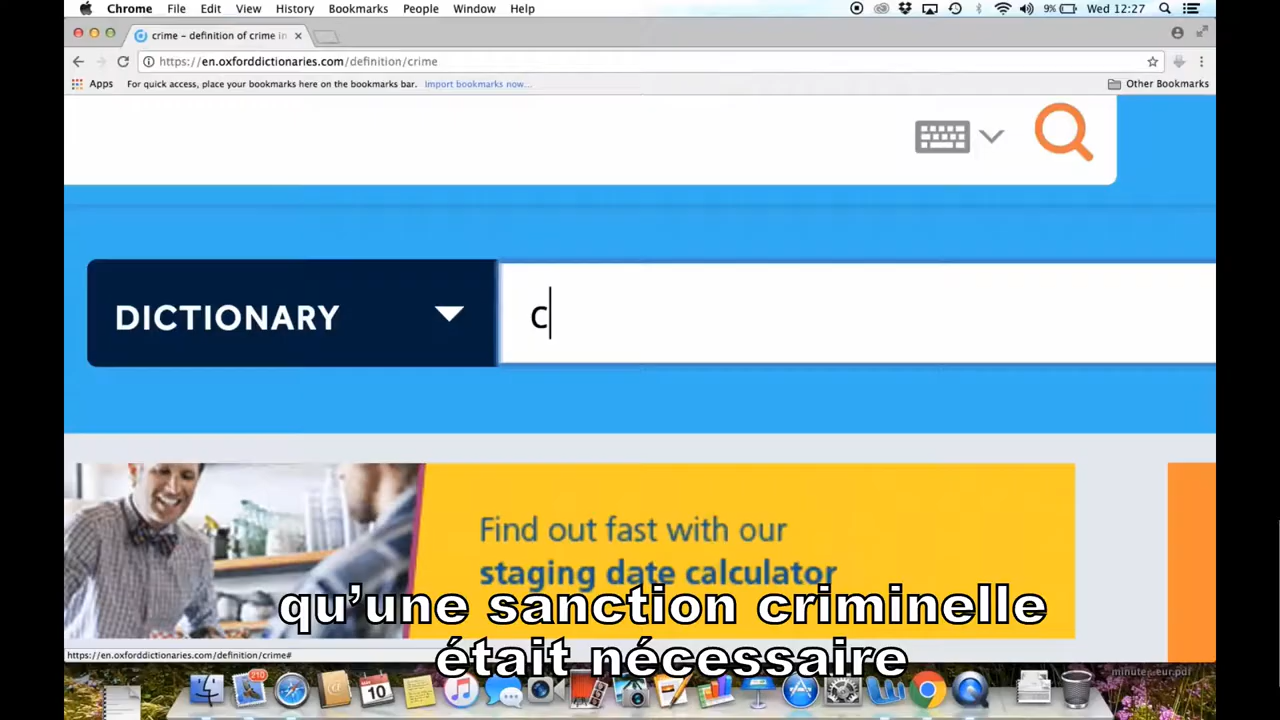 Chrome File Edit View History Bookmarks People Window Help 9% Wed 12:27
crime – definition of crime in
https://en.oxforddictionaries.com/definition/crime
Apps For quick access, place your bookmarks here on the bookmarks bar. Import bookmarks now... Other Bookmarks
DICTIONARY c
Find out fast with our
staging date calculator
qu’une sanction criminelle
était nécessaire
https://en.oxforddictionaries.com/definition/crime#
210
10